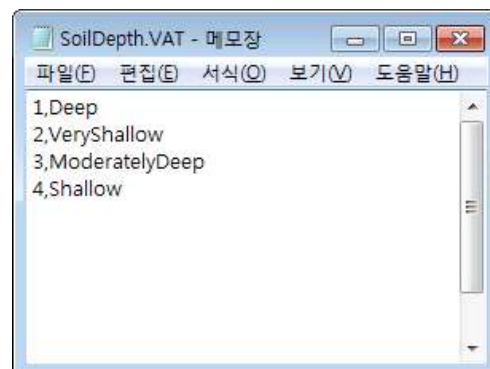 SoilDepth.VAT - 메모장
파일(F) 편집(E) 서식(O) 보기(V) 도움말(H)
1,Deep
2,VeryShallow
3,ModeratelyDeep
4,Shallow